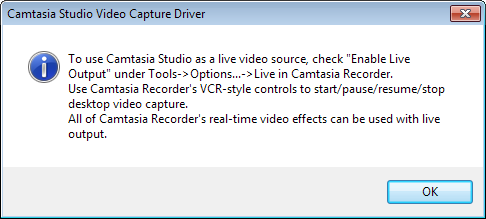 Camtasia Studio Video Capture Driver
To use Camtasia Studio as a live video source, check "Enable Live
Output" under Tools->Options...->Live in Camtasia Recorder.
Use Camtasia Recorder's VCR-style controls to start/pause/resume/stop
desktop video capture.
All of Camtasia Recorder's real-time video effects can be used with live
output.
OK